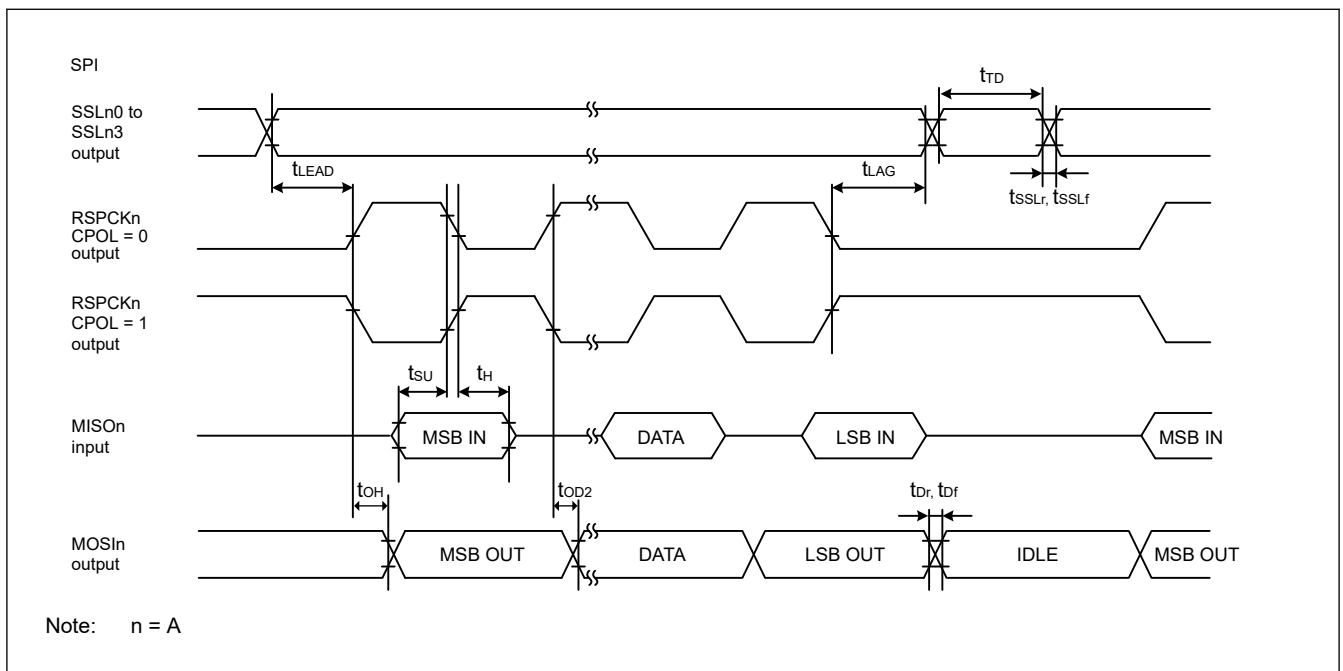 SPI
tTD
SSLn0 to
SSLn3
output
tLEAD
tLAG
tSSLr, tSSLf
RSPCKn
CPOL = 0
output
RSPCKn
CPOL = 1
output
tSU
tH
MISOn
input
MSB IN
DATA
LSB IN
MSB IN
tOH
tOD2
tDr, tDf
MOSIn
output
MSB OUT
DATA
LSB OUT
IDLE
MSB OUT
Note: n = A